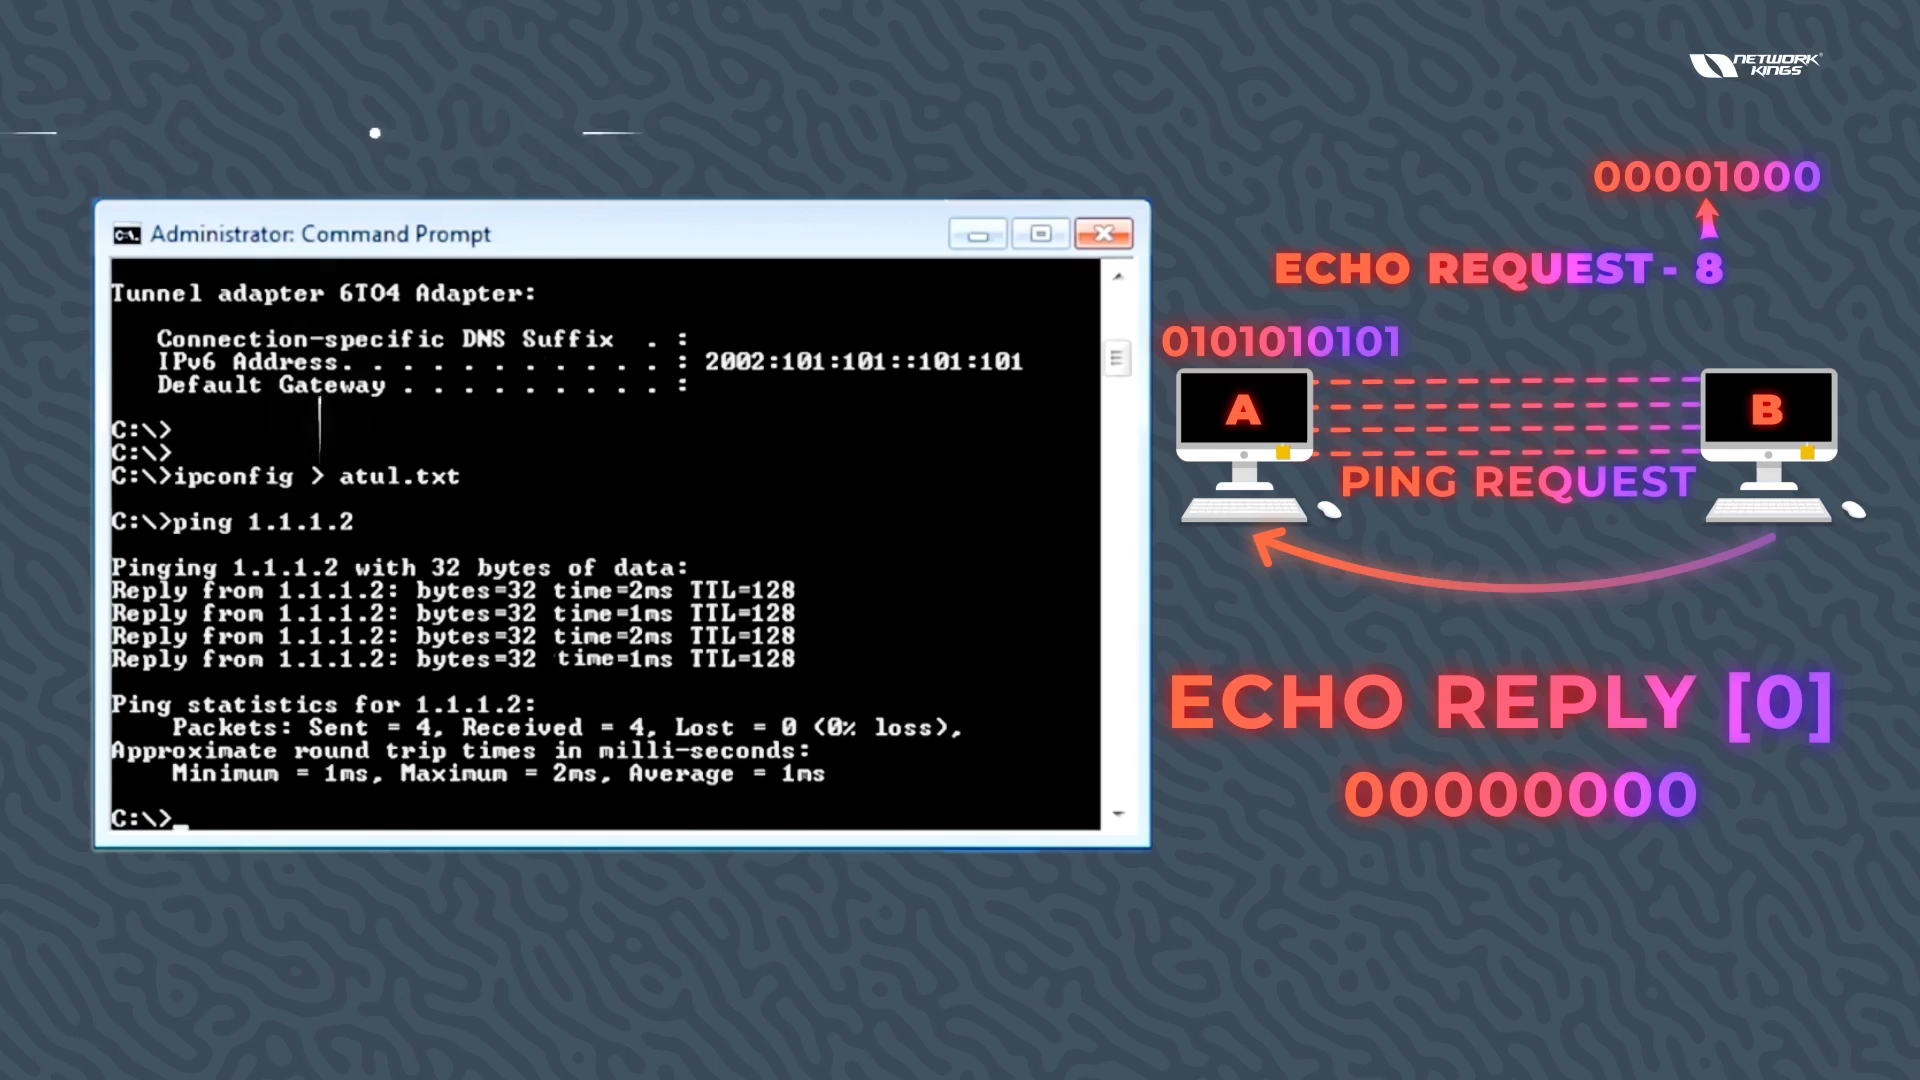 NETWORK
KINGS
Administrator: Command Prompt
Tunnel adapter 6TO4 Adapter:
Connection-specific DNS Suffix . :
IPv6 Address. . . . . . . . . . . : 2002:101:101::101:101
Default Gateway . . . . . . . . . :
C:\>
C:\>
C:\>ipconfig > atul.txt
C:\>ping 1.1.1.2
Pinging 1.1.1.2 with 32 bytes of data:
Reply from 1.1.1.2: bytes=32 time=2ms TTL=128
Reply from 1.1.1.2: bytes=32 time=1ms TTL=128
Reply from 1.1.1.2: bytes=32 time=2ms TTL=128
Reply from 1.1.1.2: bytes=32 time=1ms TTL=128
Ping statistics for 1.1.1.2:
Packets: Sent = 4, Received = 4, Lost = 0 (0% loss),
Approximate round trip times in milli-seconds:
Minimum = 1ms, Maximum = 2ms, Average = 1ms
C:\>_
00001000
ECHO REQUEST - 8
0101010101
A
B
PING REQUEST
ECHO REPLY [0]
00000000